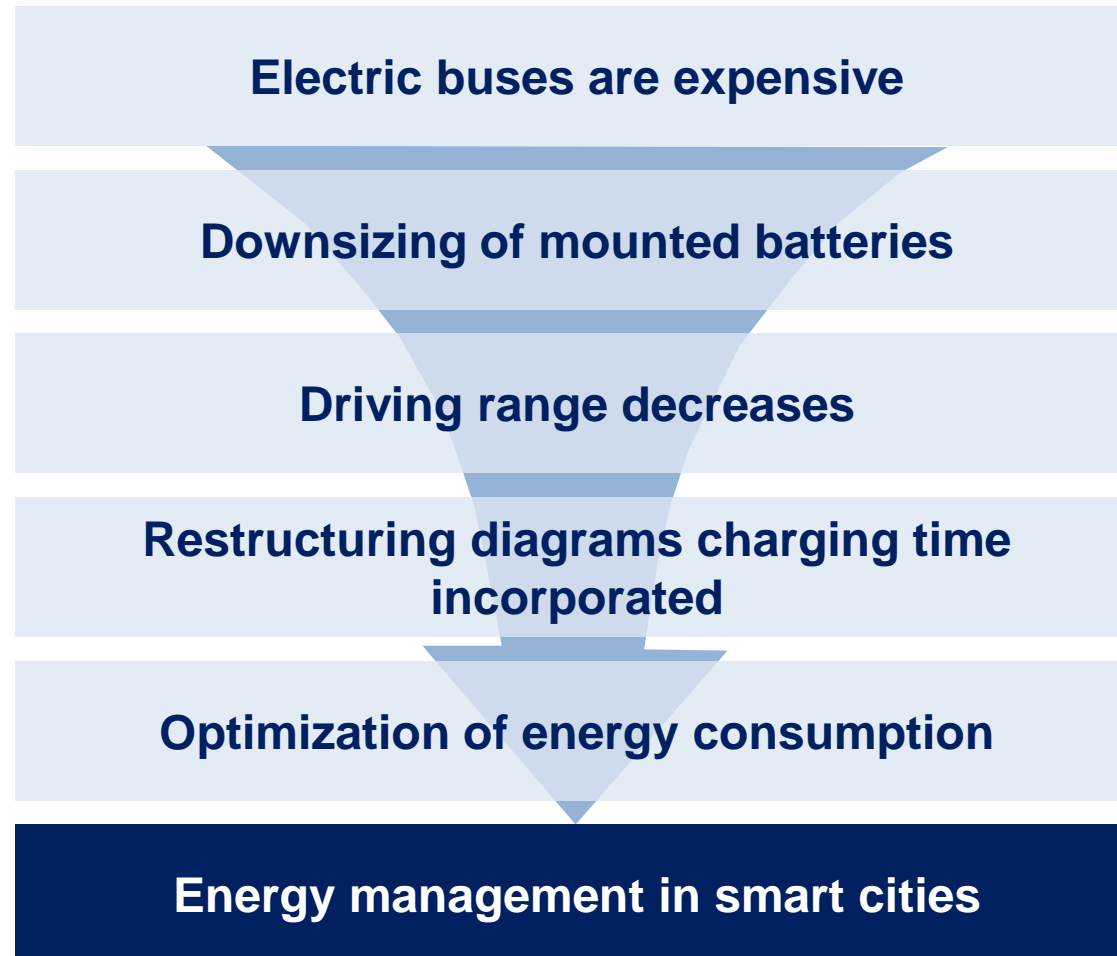 Electric buses are expensive
Downsizing of mounted batteries
Driving range decreases
Restructuring diagrams charging time
incorporated
Optimization of energy consumption
Energy management in smart cities